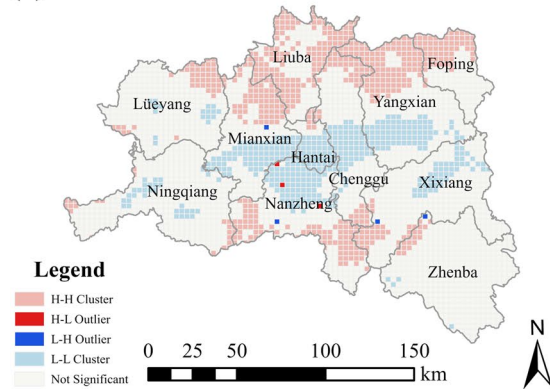 Liuba
Foping
Lüeyang
Yangxian
Mianxian
Hantai
Chenggu
Xixiang
Ningqiang
Nanzheng
Zhenba
Legend
H-H Cluster
H-L Outlier
L-H Outlier
L-L Cluster
Not Significant
0 25 50 100 150
km
N